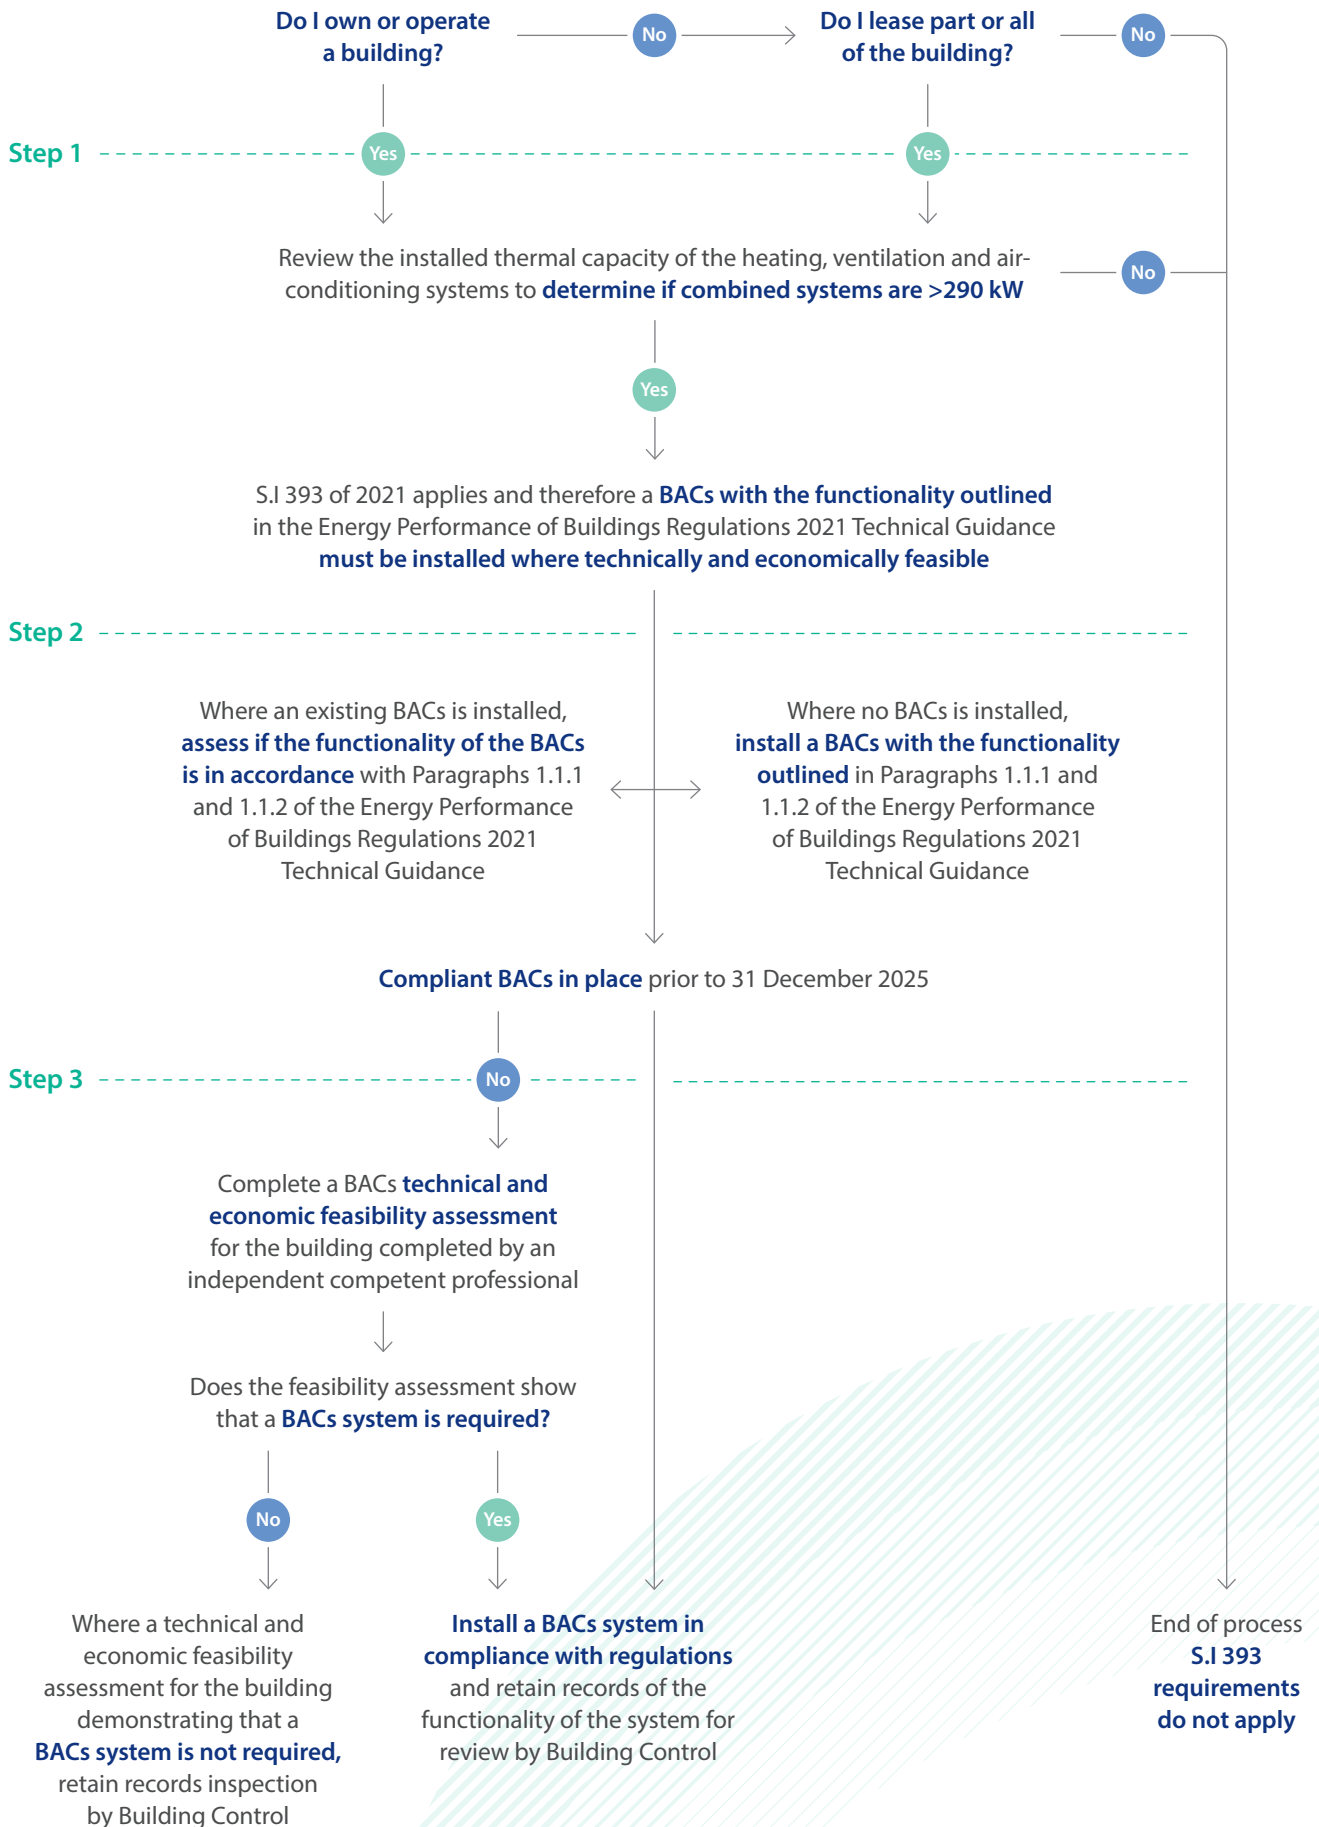 Do I own or operate
a building?
No
Do I lease part or all
of the building?
No
Step 1
Yes
Yes
Review the installed thermal capacity of the heating, ventilation and air-
conditioning systems to determine if combined systems are >290 kW
No
Yes
S.I 393 of 2021 applies and therefore a BACs with the functionality outlined
in the Energy Performance of Buildings Regulations 2021 Technical Guidance
must be installed where technically and economically feasible
Step 2
Where an existing BACs is installed,
assess if the functionality of the BACs
is in accordance with Paragraphs 1.1.1
and 1.1.2 of the Energy Performance
of Buildings Regulations 2021
Technical Guidance
Where no BACs is installed,
install a BACs with the functionality
outlined in Paragraphs 1.1.1 and
1.1.2 of the Energy Performance
of Buildings Regulations 2021
Technical Guidance
Compliant BACs in place prior to 31 December 2025
Step 3
No
Complete a BACs technical and
economic feasibility assessment
for the building completed by an
independent competent professional
Does the feasibility assessment show
that a BACs system is required?
No
Yes
Where a technical and
economic feasibility
assessment for the building
demonstrating that a
BACs system is not required,
retain records inspection
by Building Control
Install a BACs system in
compliance with regulations
and retain records of the
functionality of the system for
review by Building Control
End of process
S.I 393
requirements
do not apply